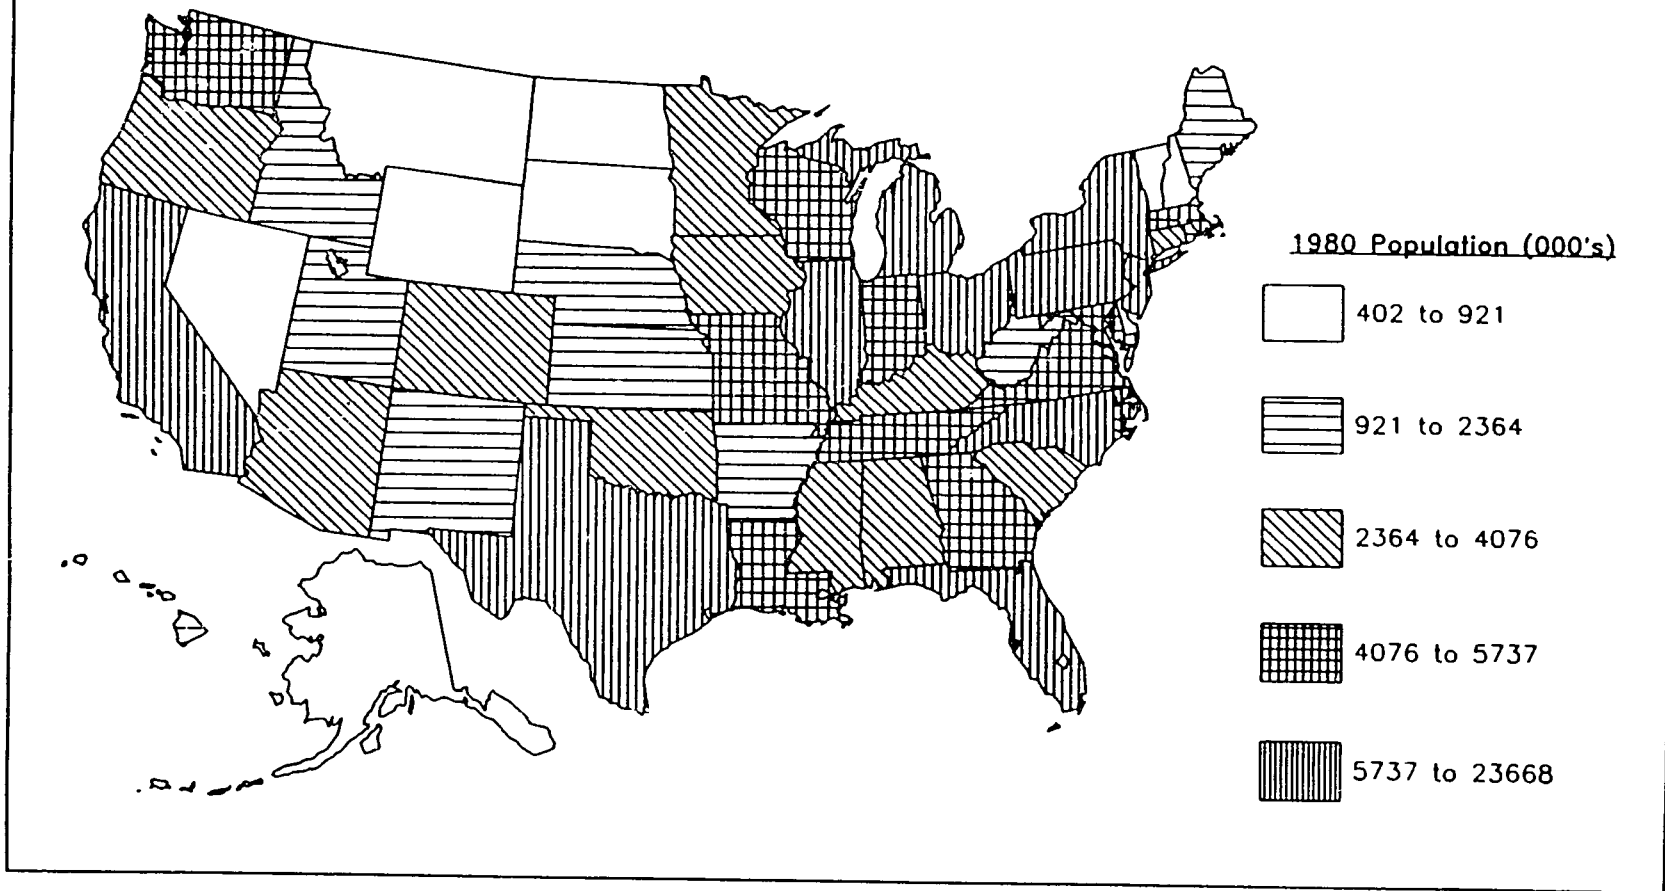 1980 Population (000's)
402 to 921
921 to 2364
2364 to 4076
4076 to 5737
5737 to 23668